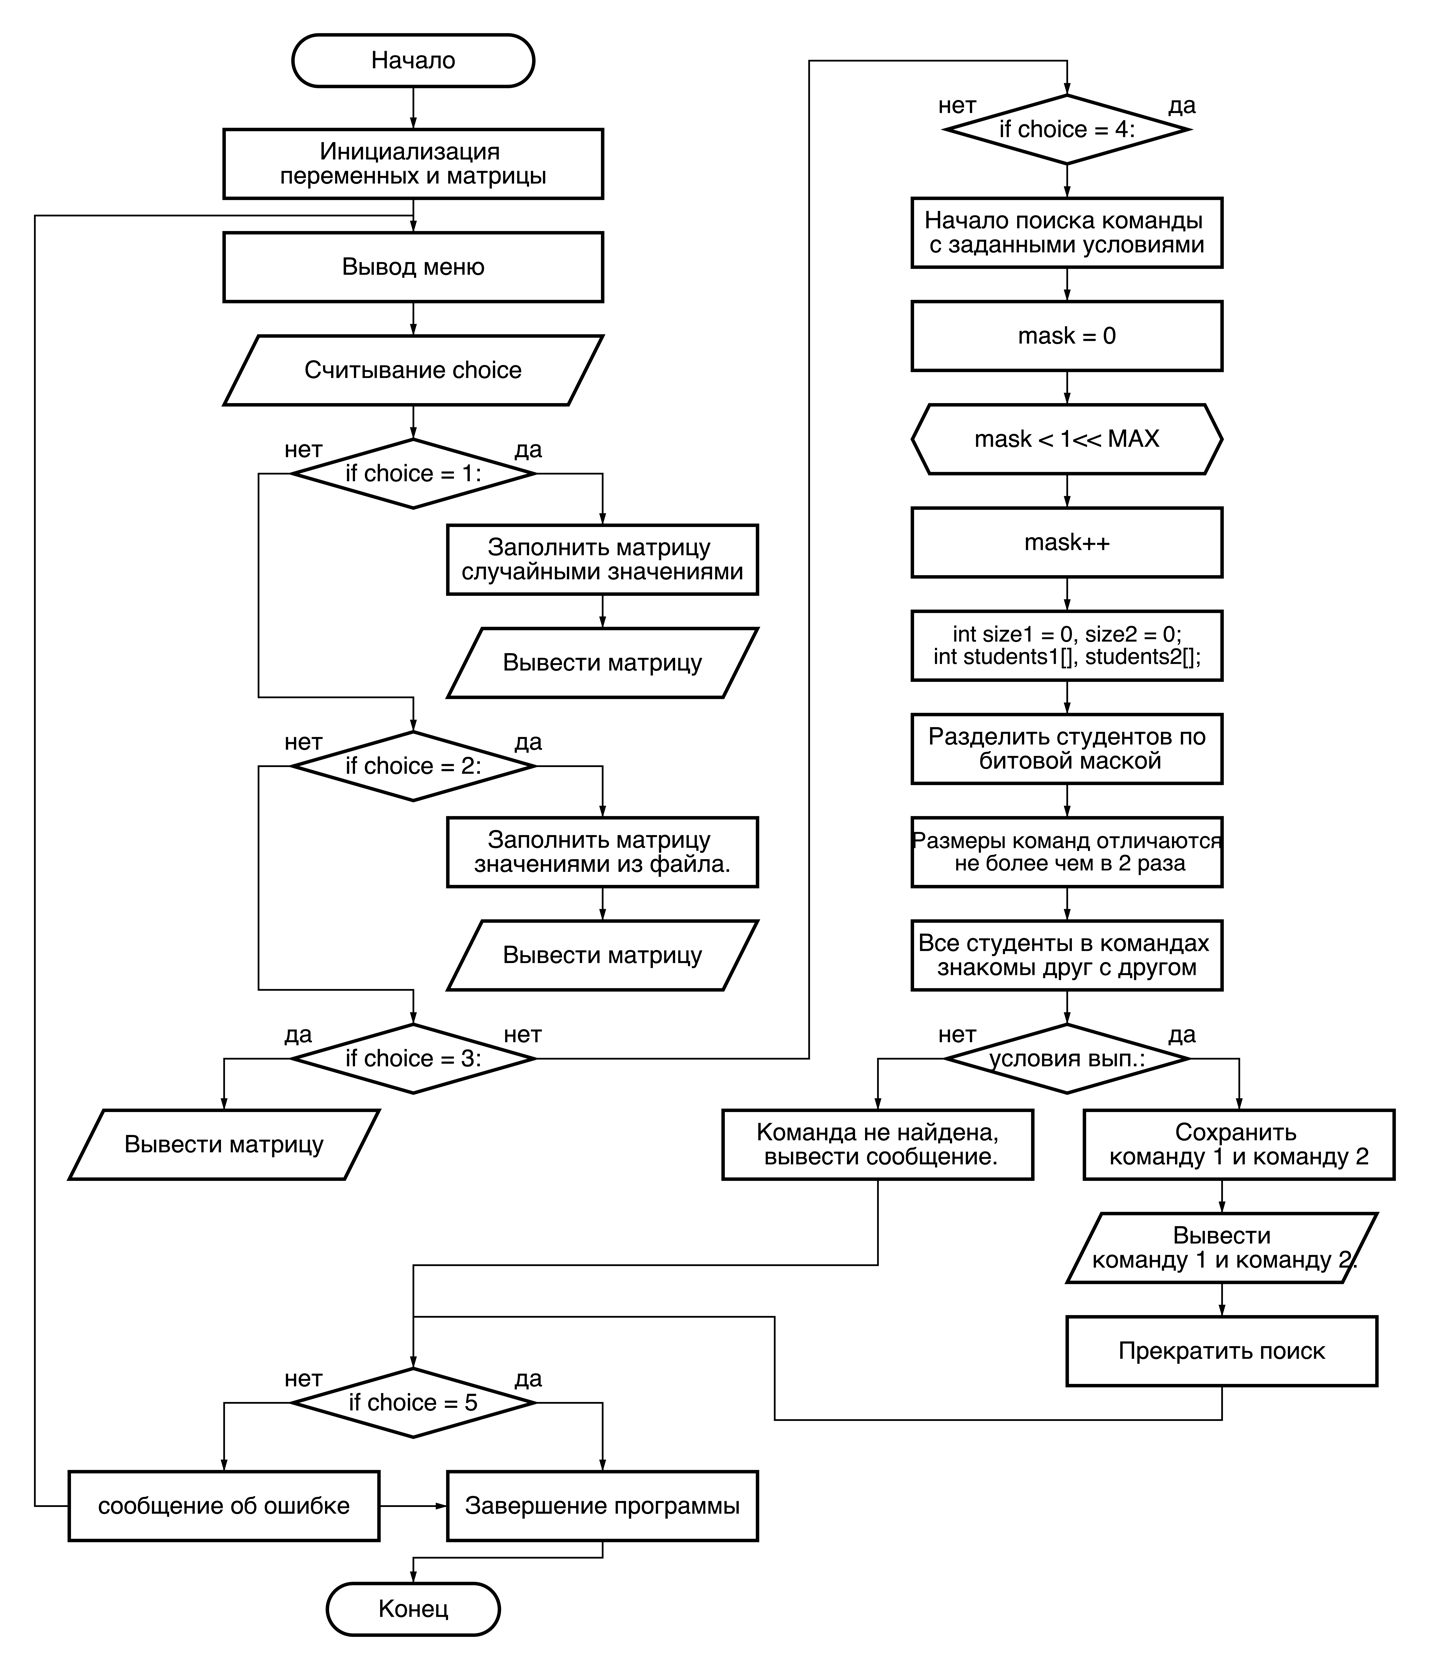 Начало
Инициализация
переменных и матрицы
Вывод меню
Считывание choice
нет
да
if choice = 1:
Заполнить матрицу
случайными значениями
Вывести матрицу
нет
да
if choice = 2:
Заполнить матрицу
значениями из файла.
Вывести матрицу
да
нет
if choice = 3:
Вывести матрицу
нет
да
if choice = 4:
Начало поиска команды
с заданными условиями
mask = 0
mask < 1<< MAX
mask++
int size1 = 0, size2 = 0;
int students1[], students2[];
Разделить студентов по
битовой маской
Размеры команд отличаются
не более чем в 2 раза
Все студенты в командах
знакомы друг с другом
нет
да
условия вып.:
Команда не найдена,
вывести сообщение.
Сохранить
команду 1 и команду 2
Вывести
команду 1 и команду 2.
Прекратить поиск
нет
да
if choice = 5
сообщение об ошибке
Завершение программы
Конец